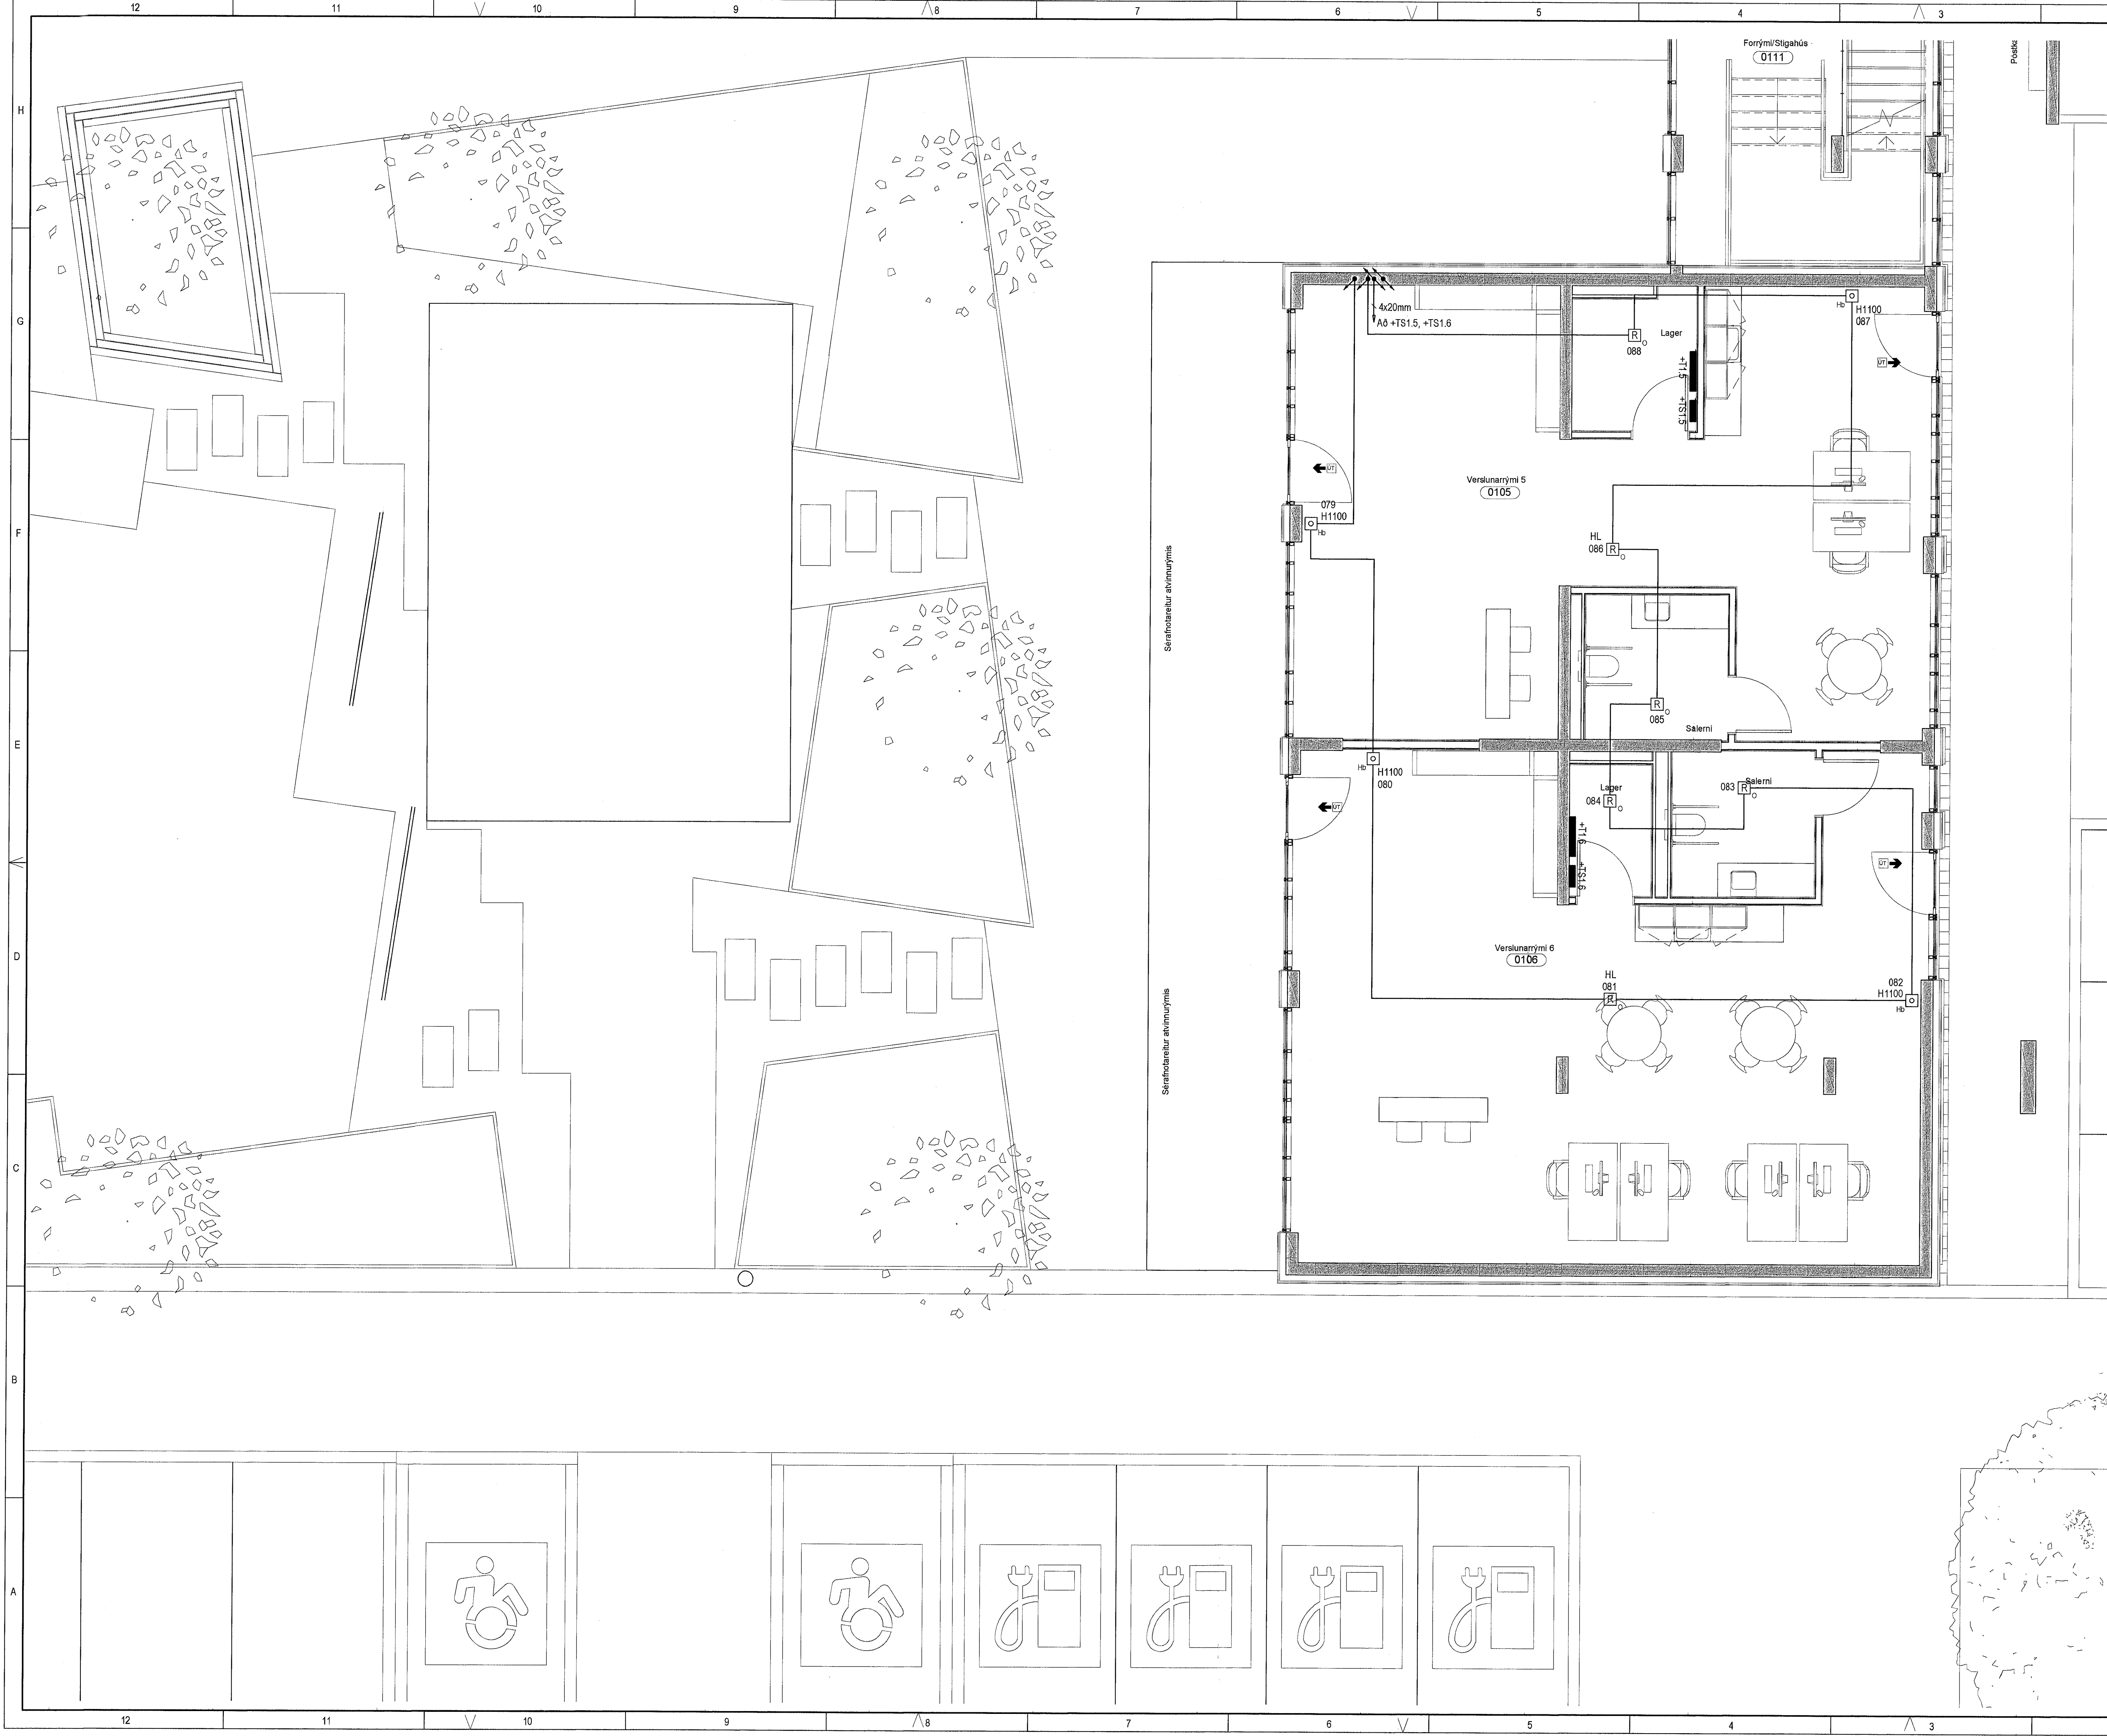 12 11 10 9 8 7 6 5 4 3
H
G
F
E
D
C
B
A
Forrými/Stigahús
0111
4x20mm
Að +TS1.5, +TS1.6
R
088
Lager
+T1.5
+TS1.5
Hb
H1100
087
ÚT
ÚT
Verslunarrými 5
0105
079
H1100
Hb
HL
086 R
Sérafnotareitur atvinnurýmis
R
085
Salerni
Hb
H1100
080
ÚT
Lager
084 R
083 R
Salerni
+T1.6
+TS1.6
ÚT
Verslunarrými 6
0106
HL
081
R
082
H1100
Hb
Sérafnotareitur atvinnurýmis
12 11 10 9 8 7 6 5 4 3